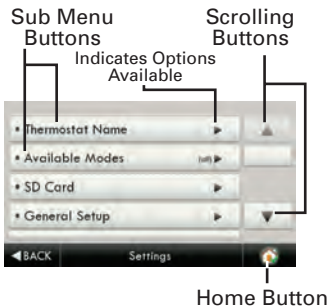 Sub Menu
Buttons
Scrolling
Buttons
Indicates Options
Available
• Thermostat Name
• Available Modes
• SD Card
• General Setup
◀BACK
Settings
Home Button